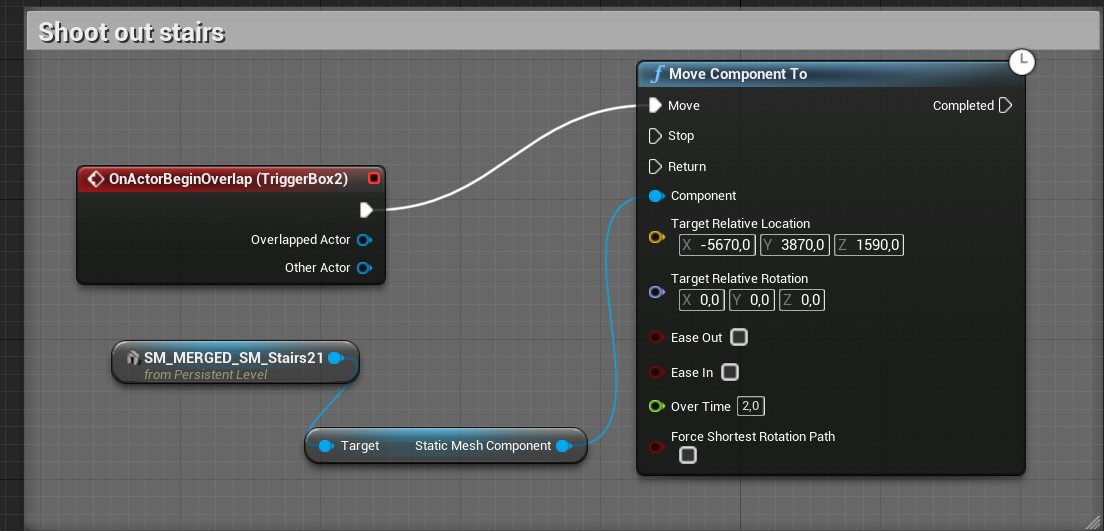 Shoot out stairs
OnActorBeginOverlap (TriggerBox2)
Overlapped Actor
Other Actor
SM_MERGED_SM_Stairs21
from Persistent Level
Target Static Mesh Component
f Move Component To
Move Completed
Stop
Return
Component
Target Relative Location
X -5670,0 Y 3870,0 Z 1590,0
Target Relative Rotation
X 0,0 Y 0,0 Z 0,0
Ease Out
Ease In
Over Time 2,0
Force Shortest Rotation Path